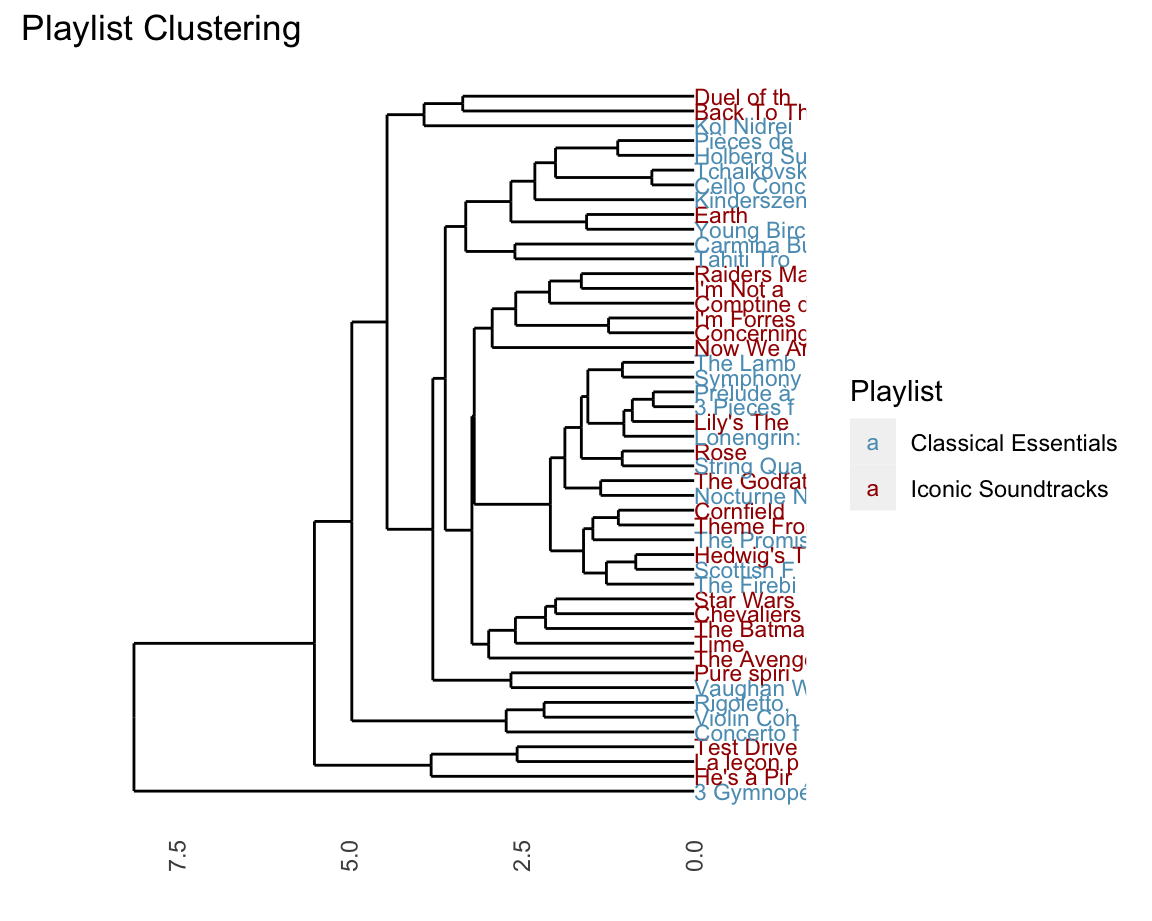 Playlist Clustering
Duel of th
Back To Th
Kol Nidrei
Pièces de
Holberg Su
Tchaikovsk
Cello Conc
Kinderszen
Earth
Young Birc
Carmina Bu
Tahiti Tro
Raiders Ma
I'm Not a
Comptine d
I'm Forres
Concerning
Now We Ar
The Lamb
Symphony
Prélude à
3 Pieces f
Lily's The
Lohengrin:
Rose
String Qua
The Godfat
Nocturne N
Cornfield
Theme Fro
The Promis
Hedwig's T
Scottish F
The Firebi
Star Wars
Chevaliers
The Batma
Time
The Avenge
Pure spiri
Vaughan W
Rigoletto,
Violin Con
Concerto f
Test Drive
La leçon p
He's a Pir
3 Gymnopé
7.5
5.0
2.5
0.0
Playlist
a Classical Essentials
a Iconic Soundtracks